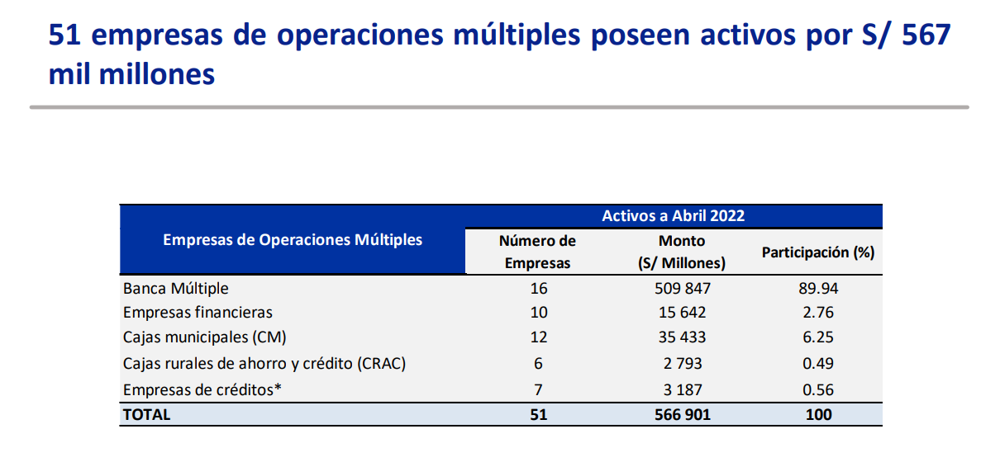 51 empresas de operaciones múltiples poseen activos por S/ 567
mil millones
Activos a Abril 2022
Empresas de Operaciones Múltiples
Número de Empresas Monto (S/ Millones) Participación (%)
Banca Múltiple 16 509 847 89.94
Empresas financieras 10 15 642 2.76
Cajas municipales (CM) 12 35 433 6.25
Cajas rurales de ahorro y crédito (CRAC) 6 2 793 0.49
Empresas de créditos* 7 3 187 0.56
TOTAL 51 566 901 100